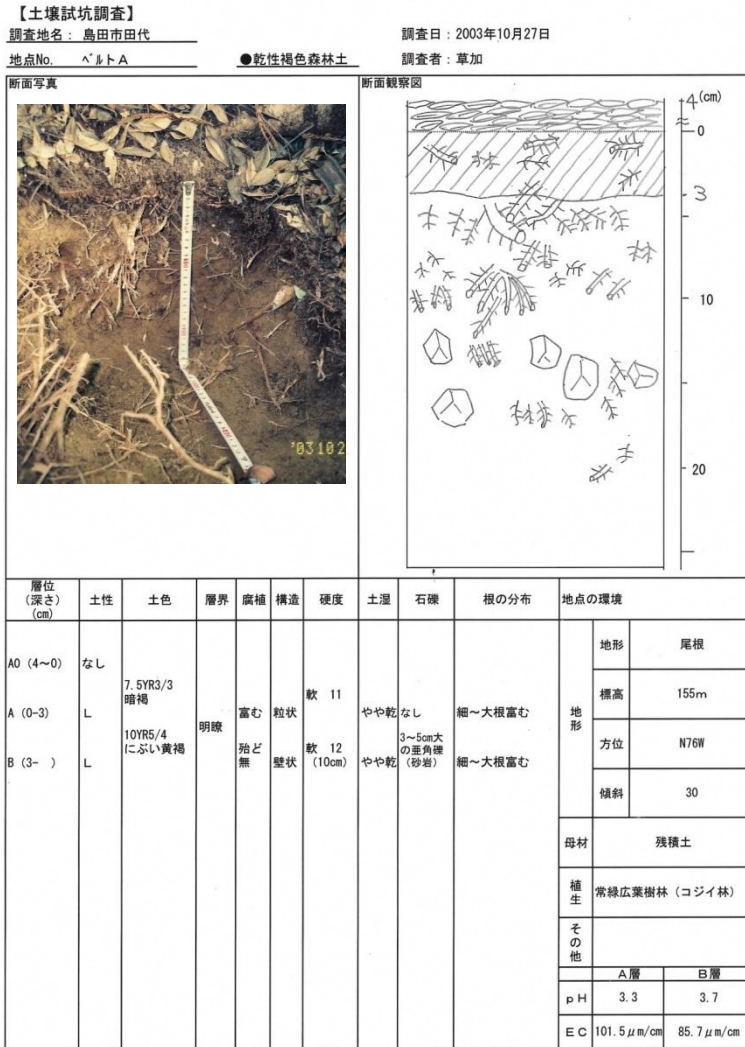 【土壌試坑調査】
調査地名： 島田市田代
調査日：2003年10月27日
地点No. ベルトA
●乾性褐色森林土
調査者：草加
断面写真
断面観察図
'03 10 2
4 (cm)
0
3
10
20
層位(深さ)(cm) 土性 土色 層界 腐植 構造 硬度 土湿 石礫 根の分布 地点の環境
A0 (4～0) なし
7.5YR3/3
暗褐
軟 11
A (0-3) L 富む 粒状 やや乾 なし 細～大根富む
明瞭
10YR5/4
にぶい黄褐
3～5cm大の亜角礫(砂岩)
B (3- ) L 殆ど無 壁状 軟 12 (10cm) やや乾 細～大根富む
地形
地形 尾根
標高 155m
方位 N76W
傾斜 30
母材 残積土
植生 常緑広葉樹林（コジイ林）
その他
A層 B層
pH 3.3 3.7
EC 101.5μm/cm 85.7μm/cm